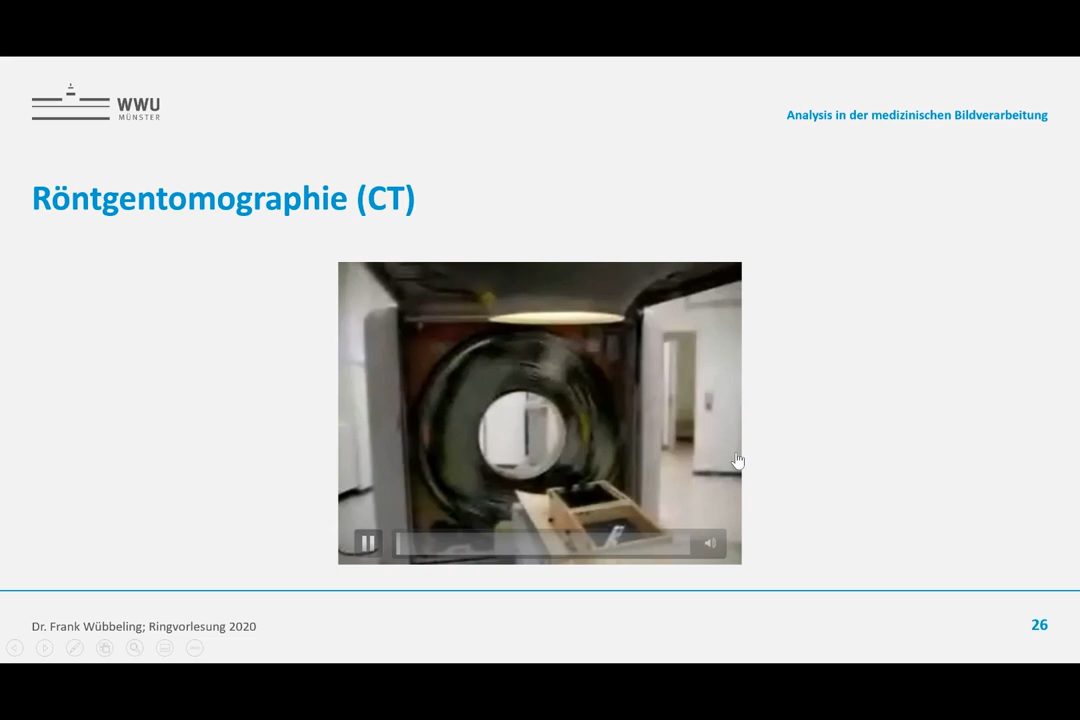 WWU
MÜNSTER
Analysis in der medizinischen Bildverarbeitung
Röntgentomographie (CT)
Dr. Frank Wübbeling; Ringvorlesung 2020
26